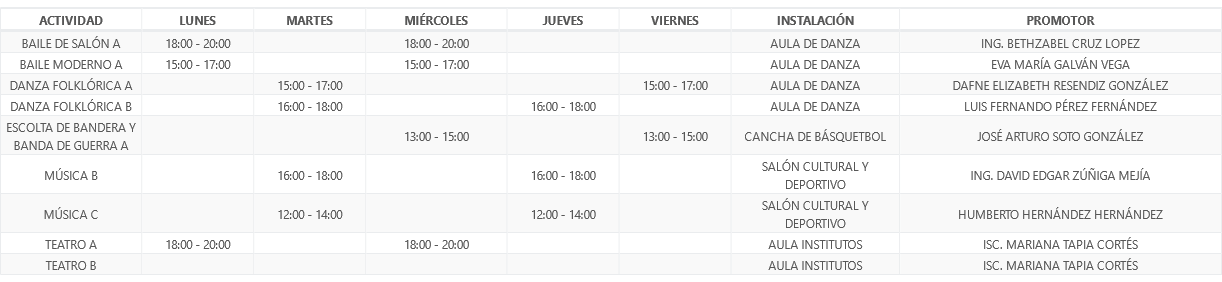 ACTIVIDAD LUNES MARTES MIÉRCOLES JUEVES VIERNES INSTALACIÓN PROMOTOR
BAILE DE SALÓN A 18:00 - 20:00 18:00 - 20:00 AULA DE DANZA ING. BETHZABEL CRUZ LOPEZ
BAILE MODERNO A 15:00 - 17:00 15:00 - 17:00 AULA DE DANZA EVA MARÍA GALVÁN VEGA
DANZA FOLKLÓRICA A 15:00 - 17:00 15:00 - 17:00 AULA DE DANZA DAFNE ELIZABETH RESENDIZ GONZÁLEZ
DANZA FOLKLÓRICA B 16:00 - 18:00 16:00 - 18:00 AULA DE DANZA LUIS FERNANDO PÉREZ FERNÁNDEZ
ESCOLTA DE BANDERA Y
BANDA DE GUERRA A 13:00 - 15:00 13:00 - 15:00 CANCHA DE BÁSQUETBOL JOSÉ ARTURO SOTO GONZÁLEZ
MÚSICA B 16:00 - 18:00 16:00 - 18:00 SALÓN CULTURAL Y
DEPORTIVO ING. DAVID EDGAR ZÚÑIGA MEJÍA
MÚSICA C 12:00 - 14:00 12:00 - 14:00 SALÓN CULTURAL Y
DEPORTIVO HUMBERTO HERNÁNDEZ HERNÁNDEZ
TEATRO A 18:00 - 20:00 18:00 - 20:00 AULA INSTITUTOS ISC. MARIANA TAPIA CORTÉS
TEATRO B AULA INSTITUTOS ISC. MARIANA TAPIA CORTÉS